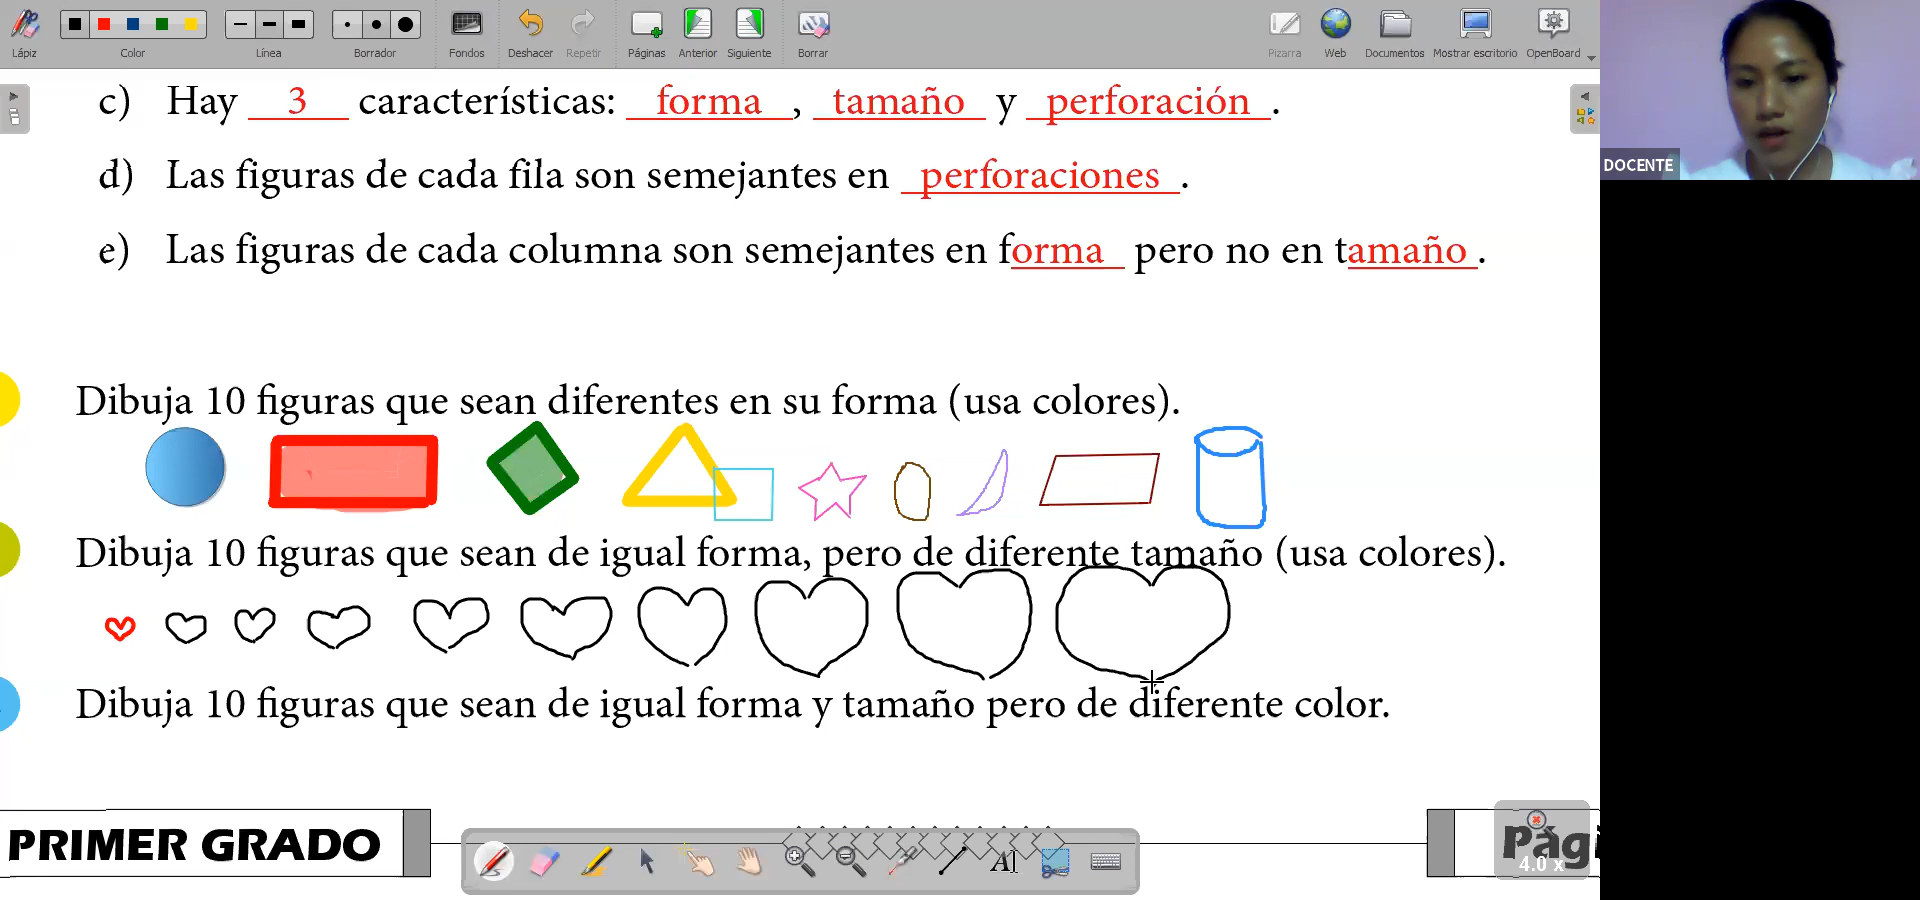 Lápiz Color Línea Borrador Fondos Deshacer Repetir Páginas Anterior Siguiente Borrar Pizarra Web Documentos Mostrar escritorio OpenBoard
DOCENTE
c) Hay 3 características: forma, tamaño y perforación.
d) Las figuras de cada fila son semejantes en perforaciones.
e) Las figuras de cada columna son semejantes en forma pero no en tamaño.
Dibuja 10 figuras que sean diferentes en su forma (usa colores).
Dibuja 10 figuras que sean de igual forma, pero de diferente tamaño (usa colores).
Dibuja 10 figuras que sean de igual forma y tamaño pero de diferente color.
PRIMER GRADO
Pági
4.0 x